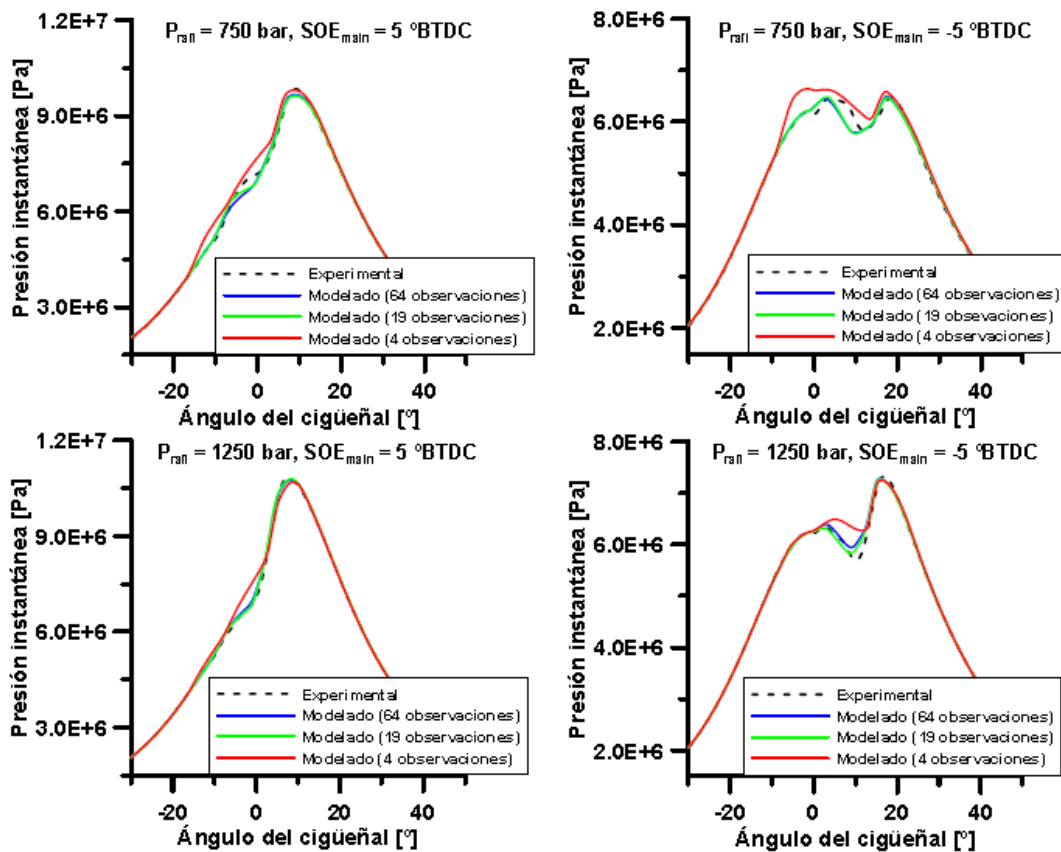 P_rail = 750 bar, SOE_main = 5 ºBTDC
Presión instantánea [Pa]
1.2E+7
9.0E+6
6.0E+6
3.0E+6
Experimental
Modelado (64 observaciones)
Modelado (19 observaciones)
Modelado (4 observaciones)
-20 0 20 40
Ángulo del cigüeñal [º]
P_rail = 750 bar, SOE_main = -5 ºBTDC
Presión instantánea [Pa]
8.0E+6
6.0E+6
4.0E+6
2.0E+6
Experimental
Modelado (64 observaciones)
Modelado (19 observaciones)
Modelado (4 observaciones)
-20 0 20 40
Ángulo del cigüeñal [º]
P_rail = 1250 bar, SOE_main = 5 ºBTDC
Presión instantánea [Pa]
1.2E+7
9.0E+6
6.0E+6
3.0E+6
Experimental
Modelado (64 observaciones)
Modelado (19 observaciones)
Modelado (4 observaciones)
-20 0 20 40
Ángulo del cigüeñal [º]
P_rail = 1250 bar, SOE_main = -5 ºBTDC
Presión instantánea [Pa]
8.0E+6
6.0E+6
4.0E+6
2.0E+6
Experimental
Modelado (64 observaciones)
Modelado (19 observaciones)
Modelado (4 observaciones)
-20 0 20 40
Ángulo del cigüeñal [º]